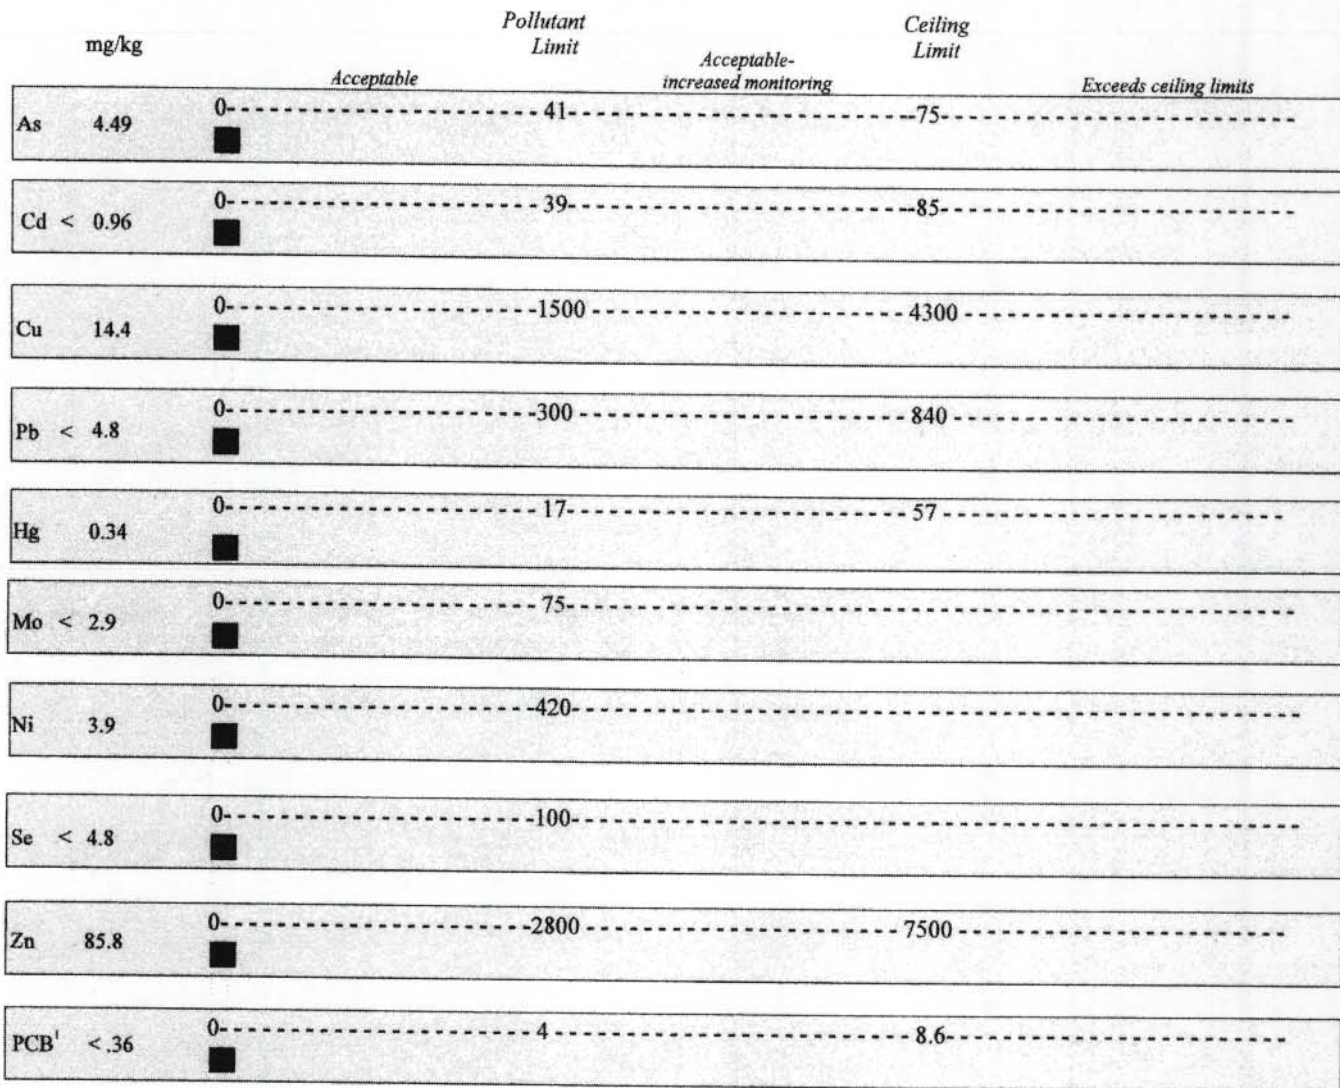 mg/kg
Pollutant
Limit
Ceiling
Limit
Acceptable
Acceptable-
increased monitoring
Exceeds ceiling limits
As 4.49 0 41 75
Cd < 0.96 0 39 85
Cu 14.4 0 1500 4300
Pb < 4.8 0 300 840
Hg 0.34 0 17 57
Mo < 2.9 0 75
Ni 3.9 0 420
Se < 4.8 0 100
Zn 85.8 0 2800 7500
PCB¹ < .36 0 4 8.6